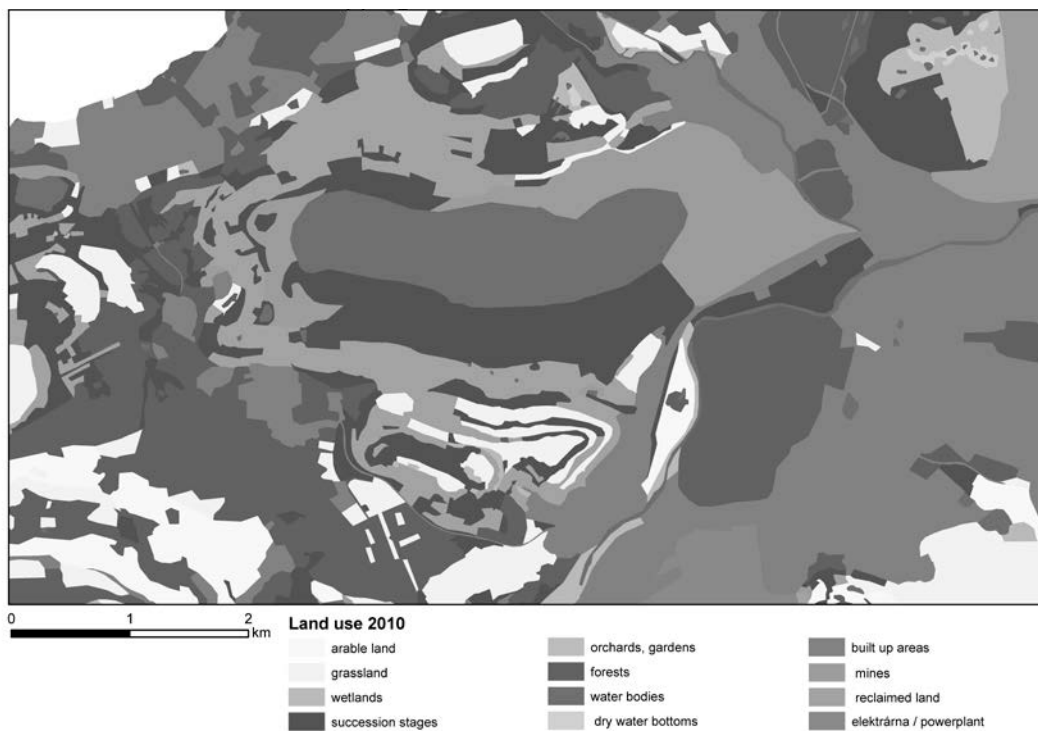 0 1 2
km
Land use 2010
arable land
grassland
wetlands
succession stages
orchards, gardens
forests
water bodies
dry water bottoms
built up areas
mines
reclaimed land
elektrárna / powerplant